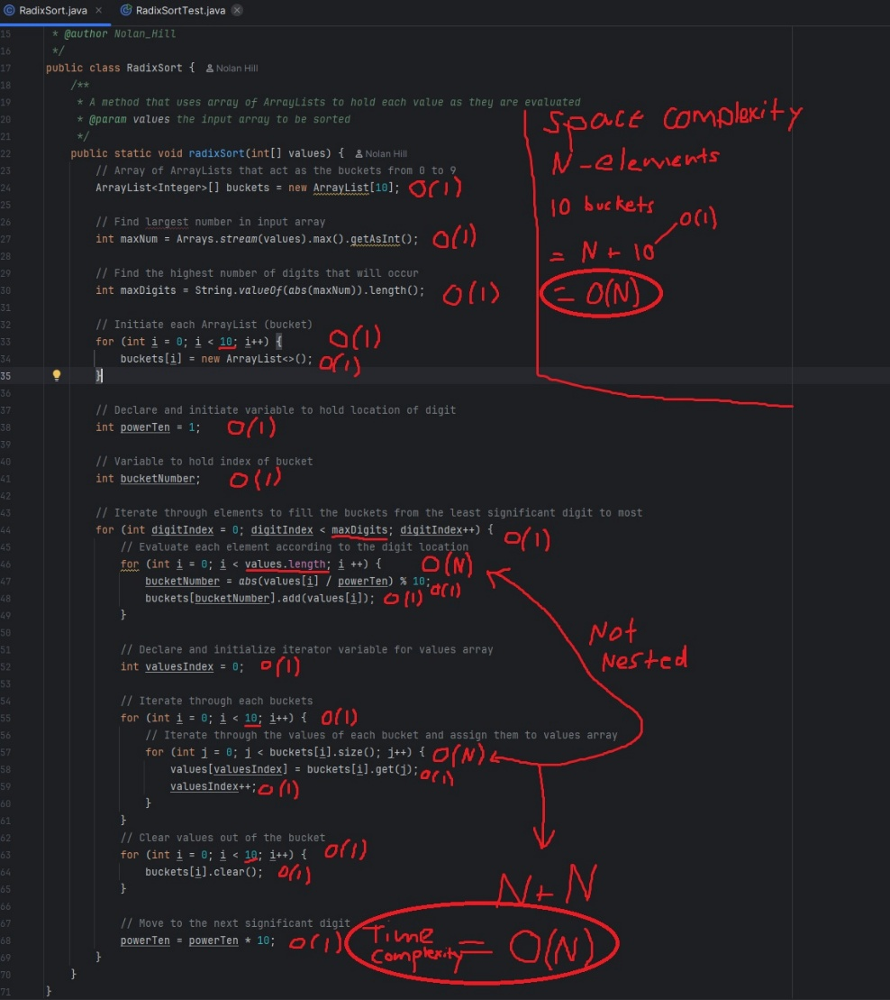 RadixSort.java × RadixSortTest.java ×
15 * @author Nolan_Hill
16 */
17 public class RadixSort { Nolan Hill
18 /**
19 * A method that uses array of ArrayLists to hold each value as they are evaluated
20 * @param values the input array to be sorted
21 */
22 public static void radixSort(int[] values) { Nolan Hill
23 // Array of ArrayLists that act as the buckets from 0 to 9
24 ArrayList<Integer>[] buckets = new ArrayList[10]; O(1)
25
26 // Find largest number in input array
27 int maxNum = Arrays.stream(values).max().getAsInt(); O(1)
28
29 // Find the highest number of digits that will occur
30 int maxDigits = String.valueOf(abs(maxNum)).length(); O(1)
31
32 // Initiate each ArrayList (bucket)
33 for (int i = 0; i < 10; i++) { O(1)
34 buckets[i] = new ArrayList<>(); O(1)
35 }
36
37 // Declare and initiate variable to hold location of digit
38 int powerTen = 1; O(1)
39
40 // Variable to hold index of bucket
41 int bucketNumber; O(1)
42
43 // Iterate through elements to fill the buckets from the least significant digit to most
44 for (int digitIndex = 0; digitIndex < maxDigits; digitIndex++) { O(1)
45 // Evaluate each element according to the digit location
46 for (int i = 0; i < values.length; i ++) { O(N)
47 bucketNumber = abs(values[i] / powerTen) % 10; O(1)
48 buckets[bucketNumber].add(values[i]); O(1)
49 }
50
51 // Declare and initialize iterator variable for values array
52 int valuesIndex = 0; O(1)
53
54 // Iterate through each buckets
55 for (int i = 0; i < 10; i++) { O(1)
56 // Iterate through the values of each bucket and assign them to values array
57 for (int j = 0; j < buckets[i].size(); j++) { O(N)
58 values[valuesIndex] = buckets[i].get(j); O(1)
59 valuesIndex++; O(1)
60 }
61 }
62 // Clear values out of the bucket
63 for (int i = 0; i < 10; i++) { O(1)
64 buckets[i].clear(); O(1)
65 }
66
67 // Move to the next significant digit
68 powerTen = powerTen * 10; O(1)
69 }
70 }
71 }
Space Complexity
N-elements
10 buckets
O(1)
= N + 10
= O(N)
Not
Nested
N + N
Time
Complexity = O(N)